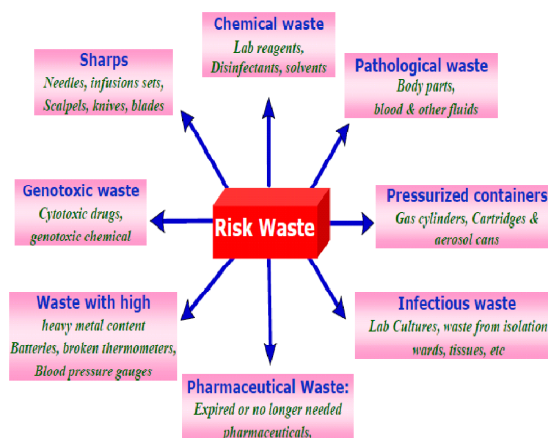 Chemical waste
Lab reagents,
Disinfectants, solvents
Sharps
Needles, infusions sets,
Scalpels, knives, blades
Pathological waste
Body parts,
blood & other fluids
Genotoxic waste
Cytotoxic drugs,
genotoxic chemical
Risk Waste
Pressurized containers
Gas cylinders, Cartridges &
aerosol cans
Waste with high
heavy metal content
Batteries, broken thermometers,
Blood pressure gauges
Infectious waste
Lab Cultures, waste from isolation
wards, tissues, etc
Pharmaceutical Waste:
Expired or no longer needed
pharmaceuticals,